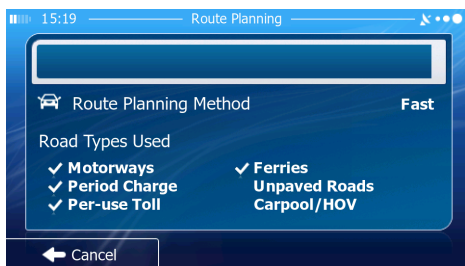 15:19 Route Planning
Route Planning Method Fast
Road Types Used
Motorways Ferries
Period Charge Unpaved Roads
Per-use Toll Carpool/HOV
Cancel